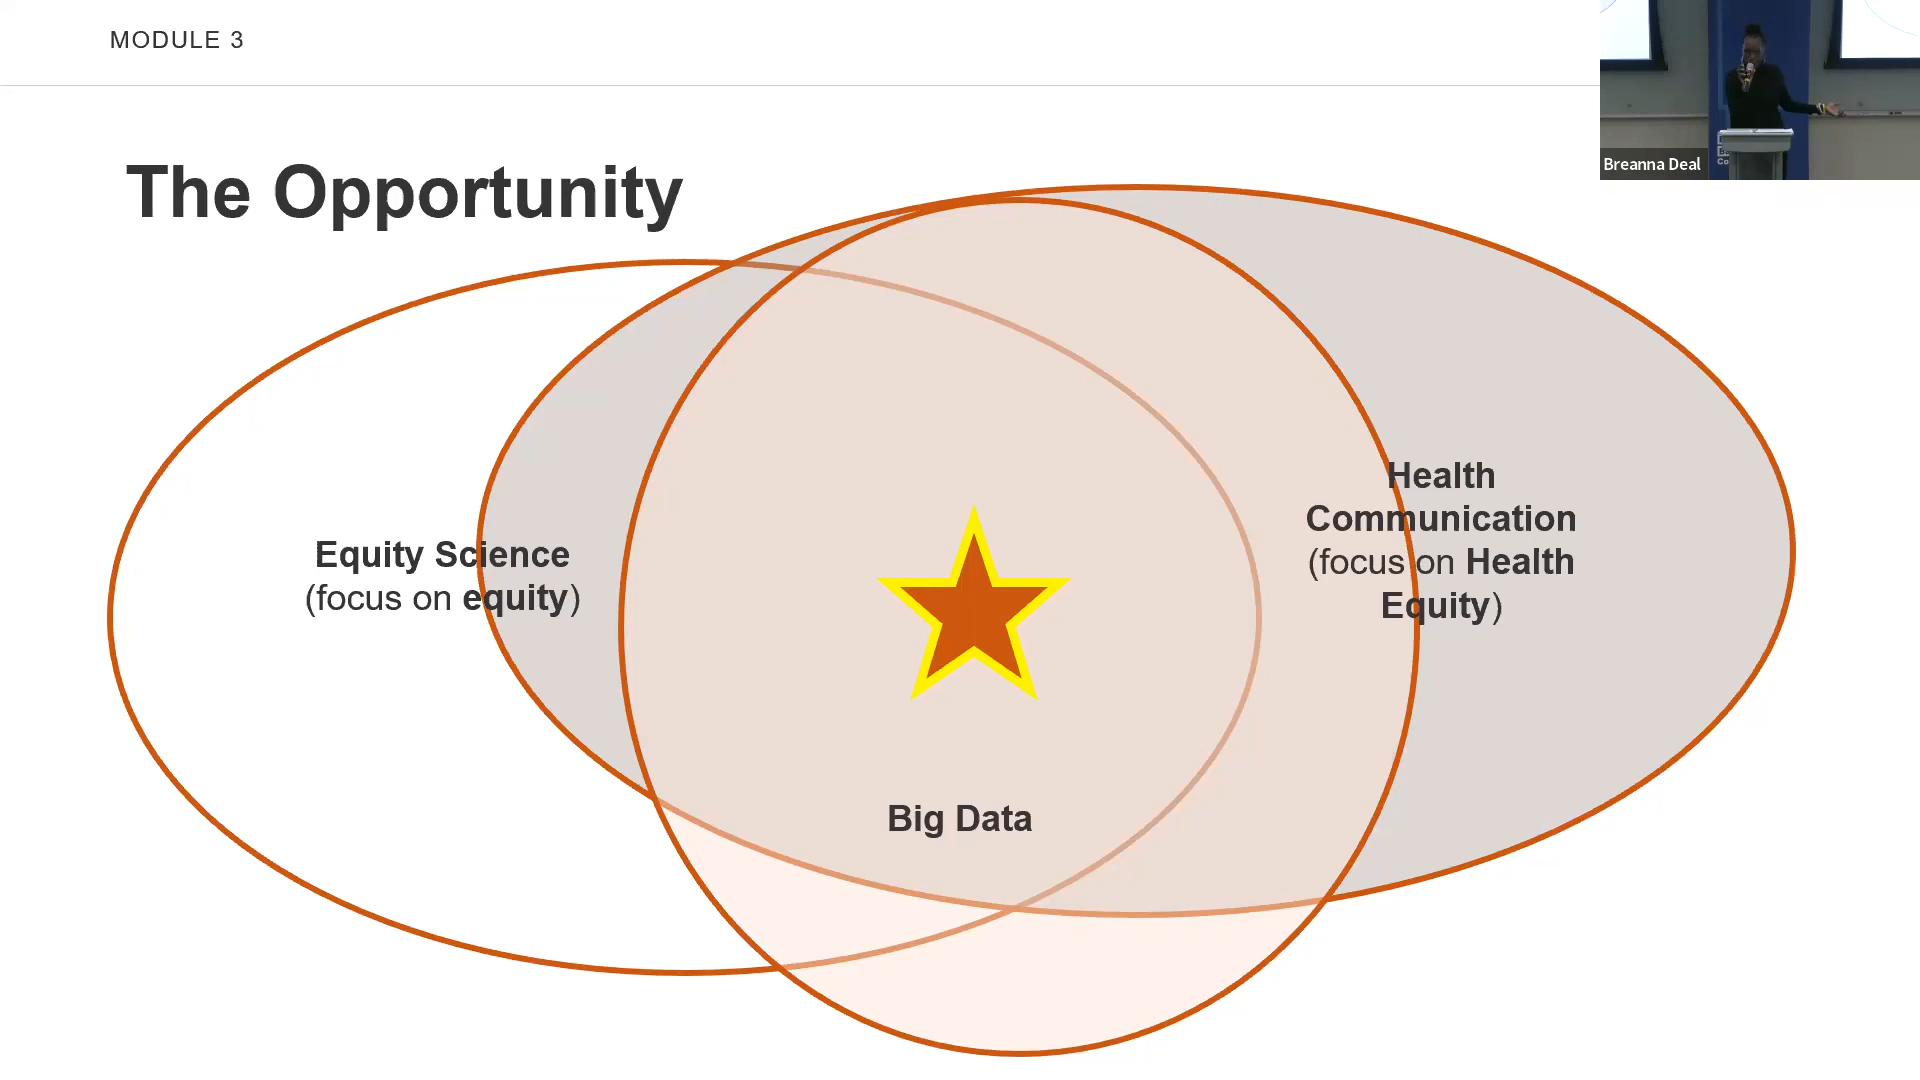 MODULE 3
Breanna Deal
The Opportunity
Equity Science
(focus on equity)
Health
Communication
(focus on Health
Equity)
Big Data